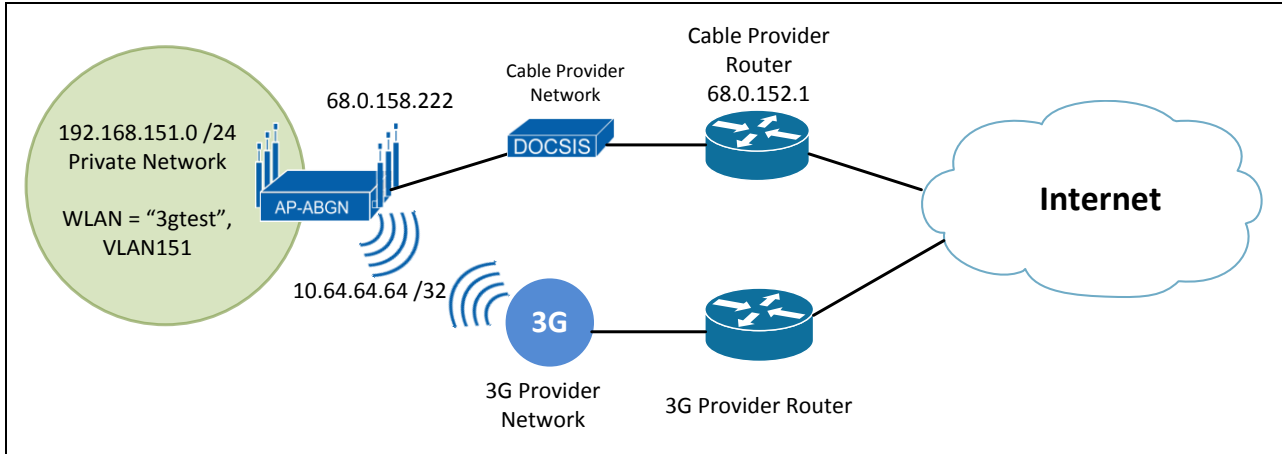 192.168.151.0 /24
Private Network
WLAN = “3gtest”,
VLAN151
68.0.158.222
AP-ABGN
10.64.64.64 /32
Cable Provider
Network
DOCSIS
Cable Provider
Router
68.0.152.1
3G
3G Provider
Network
3G Provider Router
Internet